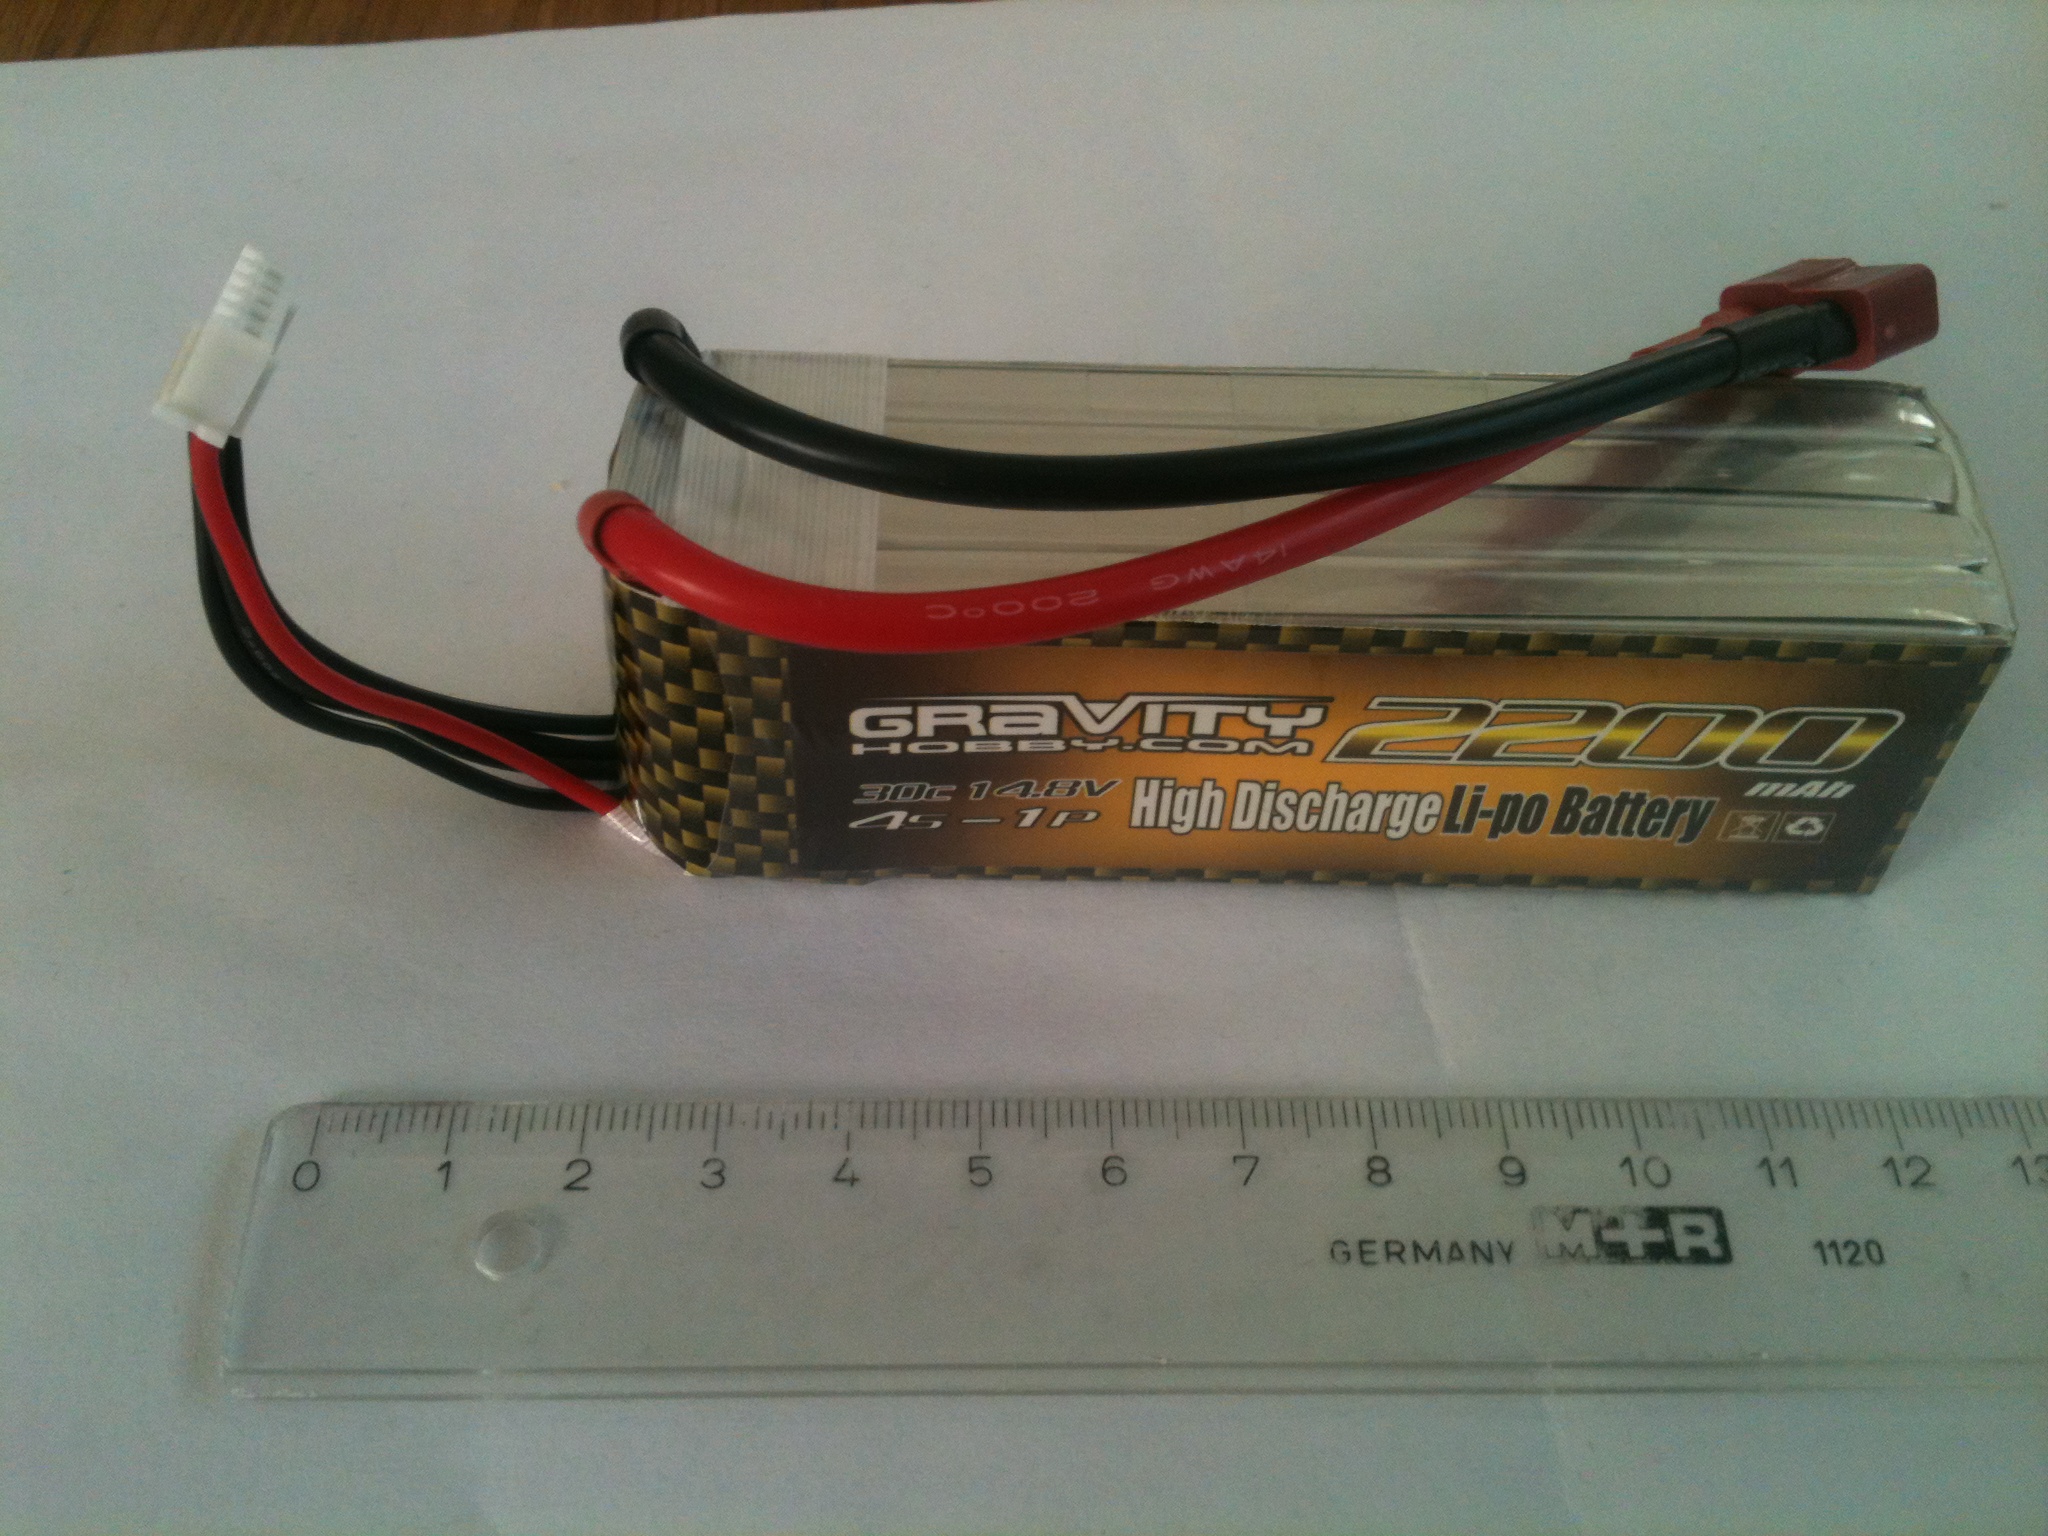 14AWG 200°C
GRAVITY 2200
HOBBY.COM
mAh
30C 14.8V High Discharge Li-po Battery
4S-1P
0 1 2 3 4 5 6 7 8 9 10 11 12 13
GERMANY M+R 1120